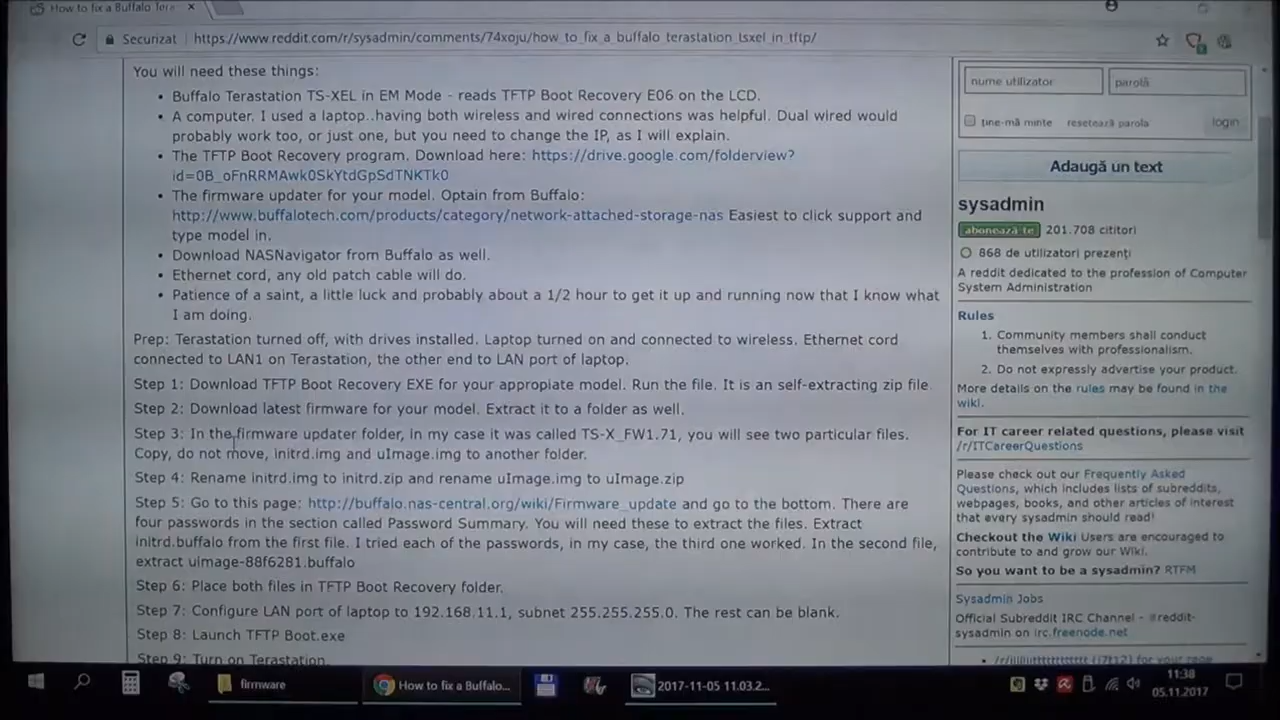 How to fix a Buffalo Tera
Securizat
https://www.reddit.com/r/sysadmin/comments/74xoju/how_to_fix_a_buffalo_terastation_tsxel_in_tftp/
You will need these things:
• Buffalo Terastation TS-XEL in EM Mode - reads TFTP Boot Recovery E06 on the LCD.
• A computer. I used a laptop..having both wireless and wired connections was helpful. Dual wired would
probably work too, or just one, but you need to change the IP, as I will explain.
• The TFTP Boot Recovery program. Download here: https://drive.google.com/folderview?
id=0B_oFnRRMAwk0SkYtdGpSdTNKTk0
• The firmware updater for your model. Optain from Buffalo:
http://www.buffalotech.com/products/category/network-attached-storage-nas Easiest to click support and
type model in.
• Download NASNavigator from Buffalo as well.
• Ethernet cord, any old patch cable will do.
• Patience of a saint, a little luck and probably about a 1/2 hour to get it up and running now that I know what
I am doing.
Prep: Terastation turned off, with drives installed. Laptop turned on and connected to wireless. Ethernet cord
connected to LAN1 on Terastation, the other end to LAN port of laptop.
Step 1: Download TFTP Boot Recovery EXE for your appropiate model. Run the file. It is an self-extracting zip file
Step 2: Download latest firmware for your model. Extract it to a folder as well.
Step 3: In the firmware updater folder, in my case it was called TS-X_FW1.71, you will see two particular files.
Copy, do not move, initrd.img and uImage.img to another folder.
Step 4: Rename initrd.img to initrd.zip and rename uImage.img to uImage.zip
Step 5: Go to this page: http://buffalo.nas-central.org/wiki/Firmware_update and go to the bottom. There are
four passwords in the section called Password Summary. You will need these to extract the files. Extract
initrd.buffalo from the first file. I tried each of the passwords, in my case, the third one worked. In the second file,
extract uimage-88f6281.buffalo
Step 6: Place both files in TFTP Boot Recovery folder.
Step 7: Configure LAN port of laptop to 192.168.11.1, subnet 255.255.255.0. The rest can be blank.
Step 8: Launch TFTP Boot.exe
Step 9: Turn on Terastation.
nume utilizator
parolă
ține-mă minte
resetează parola
login
Adaugă un text
sysadmin
abonează-te 201.708 cititori
868 de utilizatori prezenți
A reddit dedicated to the profession of Computer
System Administration
Rules
1. Community members shall conduct
themselves with professionalism.
2. Do not expressly advertise your product.
More details on the rules may be found in the
wiki.
For IT career related questions, please visit
/r/ITCareerQuestions
Please check out our Frequently Asked
Questions, which includes lists of subreddits,
webpages, books, and other articles of interest
that every sysadmin should read!
Checkout the Wiki Users are encouraged to
contribute to and grow our Wiki.
So you want to be a sysadmin? RTFM
Sysadmin Jobs
Official Subreddit IRC Channel - #reddit-
sysadmin on irc.freenode.net
for your rage
firmware
How to fix a Buffalo...
2017-11-05 11.03.2...
11:38
05.11.2017